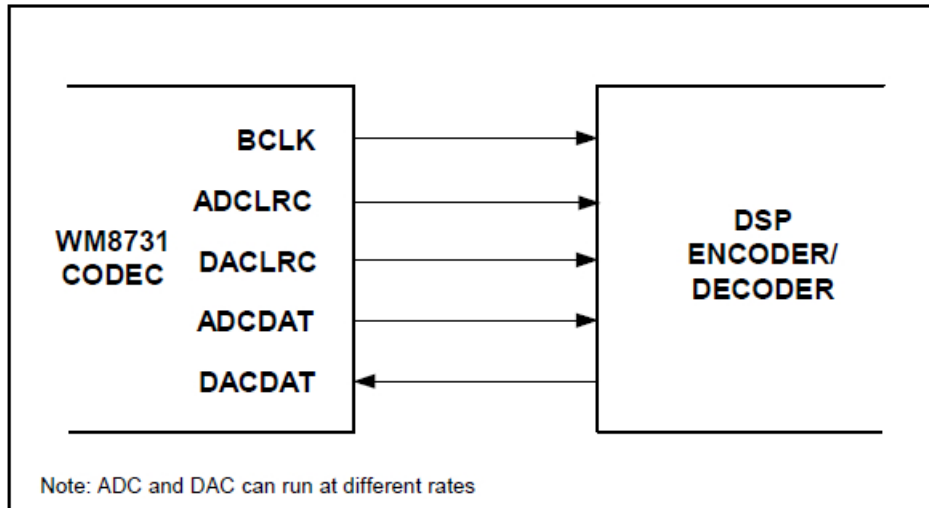 BCLK
ADCLRC
WM8731
CODEC
DACLRC
ADCDAT
DACDAT
DSP
ENCODER/
DECODER
Note: ADC and DAC can run at different rates